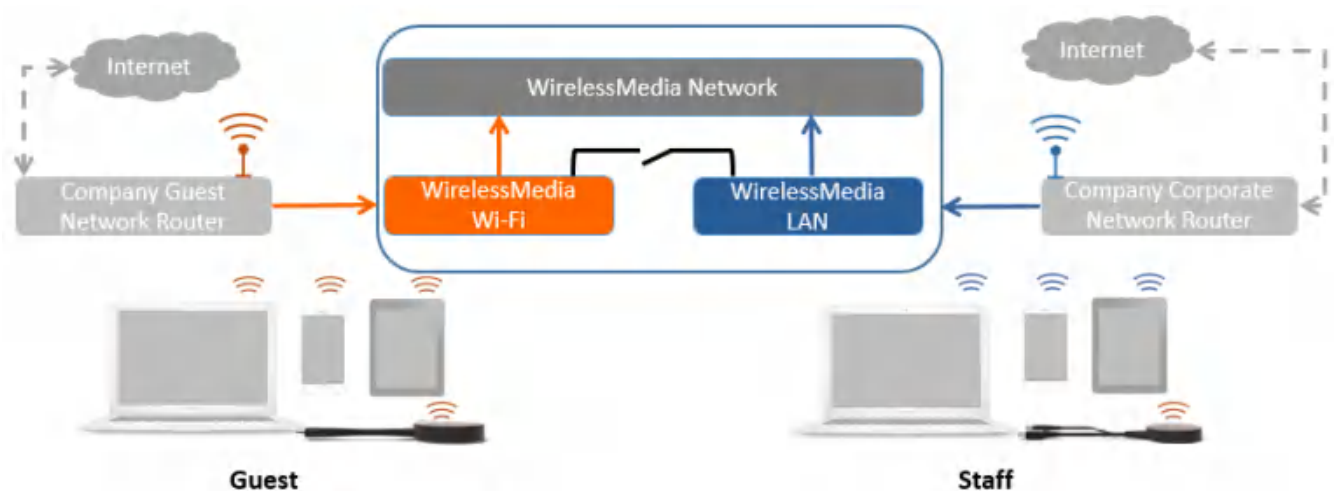 Internet
Internet
WirelessMedia Network
Company Guest
Network Router
WirelessMedia
Wi-Fi
WirelessMedia
LAN
Company Corporate
Network Router
Guest
Staff